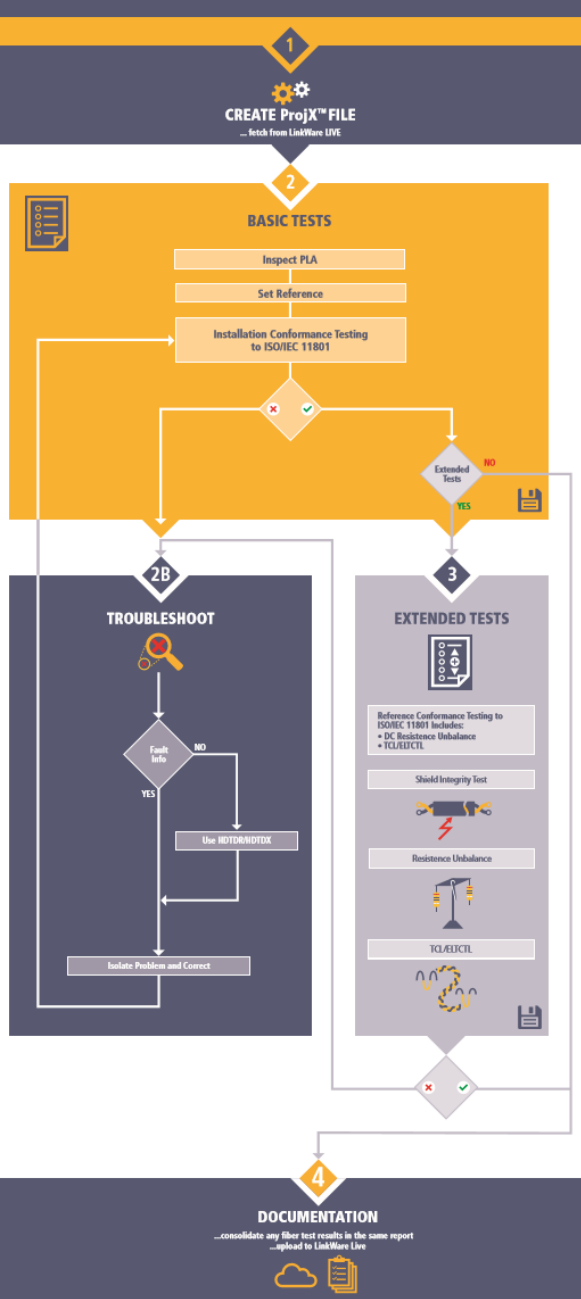 1
CREATE ProjX™ FILE
... fetch from LinkWare LIVE
2
BASIC TESTS
Inspect PLA
Set Reference
Installation Conformance Testing
to ISO/IEC 11801
Extended
Tests
NO
YES
2B
TROUBLESHOOT
Fault
Info
NO
YES
Use HDTDR/HDTDX
Isolate Problem and Correct
3
EXTENDED TESTS
Reference Conformance Testing to
ISO/IEC 11801 Includes:
• DC Resistence Unbalance
• TCL/ELTCTL
Shield Integrity Test
Resistence Unbalance
TCL/ELTCTL
4
DOCUMENTATION
...consolidate any fiber test results in the same report
...upload to LinkWare Live